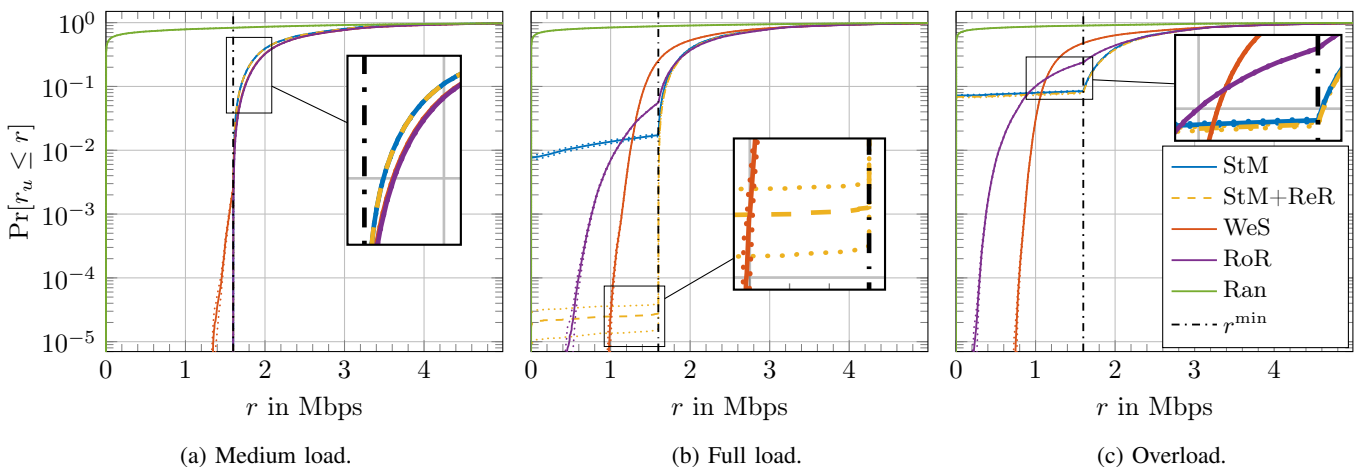 Pr[r_u ≤ r]
10^0
10^−1
10^−2
10^−3
10^−4
10^−5
0 1 2 3 4
r in Mbps
(a) Medium load.
0 1 2 3 4
r in Mbps
(b) Full load.
StM
StM+ReR
WeS
RoR
Ran
r^min
0 1 2 3 4
r in Mbps
(c) Overload.